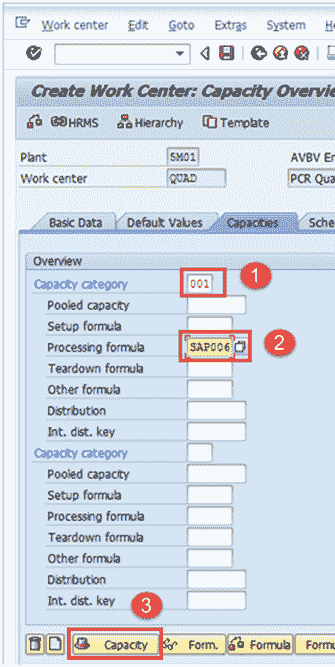 Work center Edit Goto Extras System H
Create Work Center: Capacity Overvie
HRMS Hierarchy Template
Plant SM01 AVBV En
Work center QUAD PCR Qua
Basic Data Default Values Capacities Sche
Overview
Capacity category 001 1
Pooled capacity
Setup formula
Processing formula SAP006 2
Teardown formula
Other formula
Distribution
Int. dist. key
Capacity category
Pooled capacity
Setup formula
Processing formula
Teardown formula
Other formula
Distribution
Int. dist. key
3
Capacity Form. Formula Formu